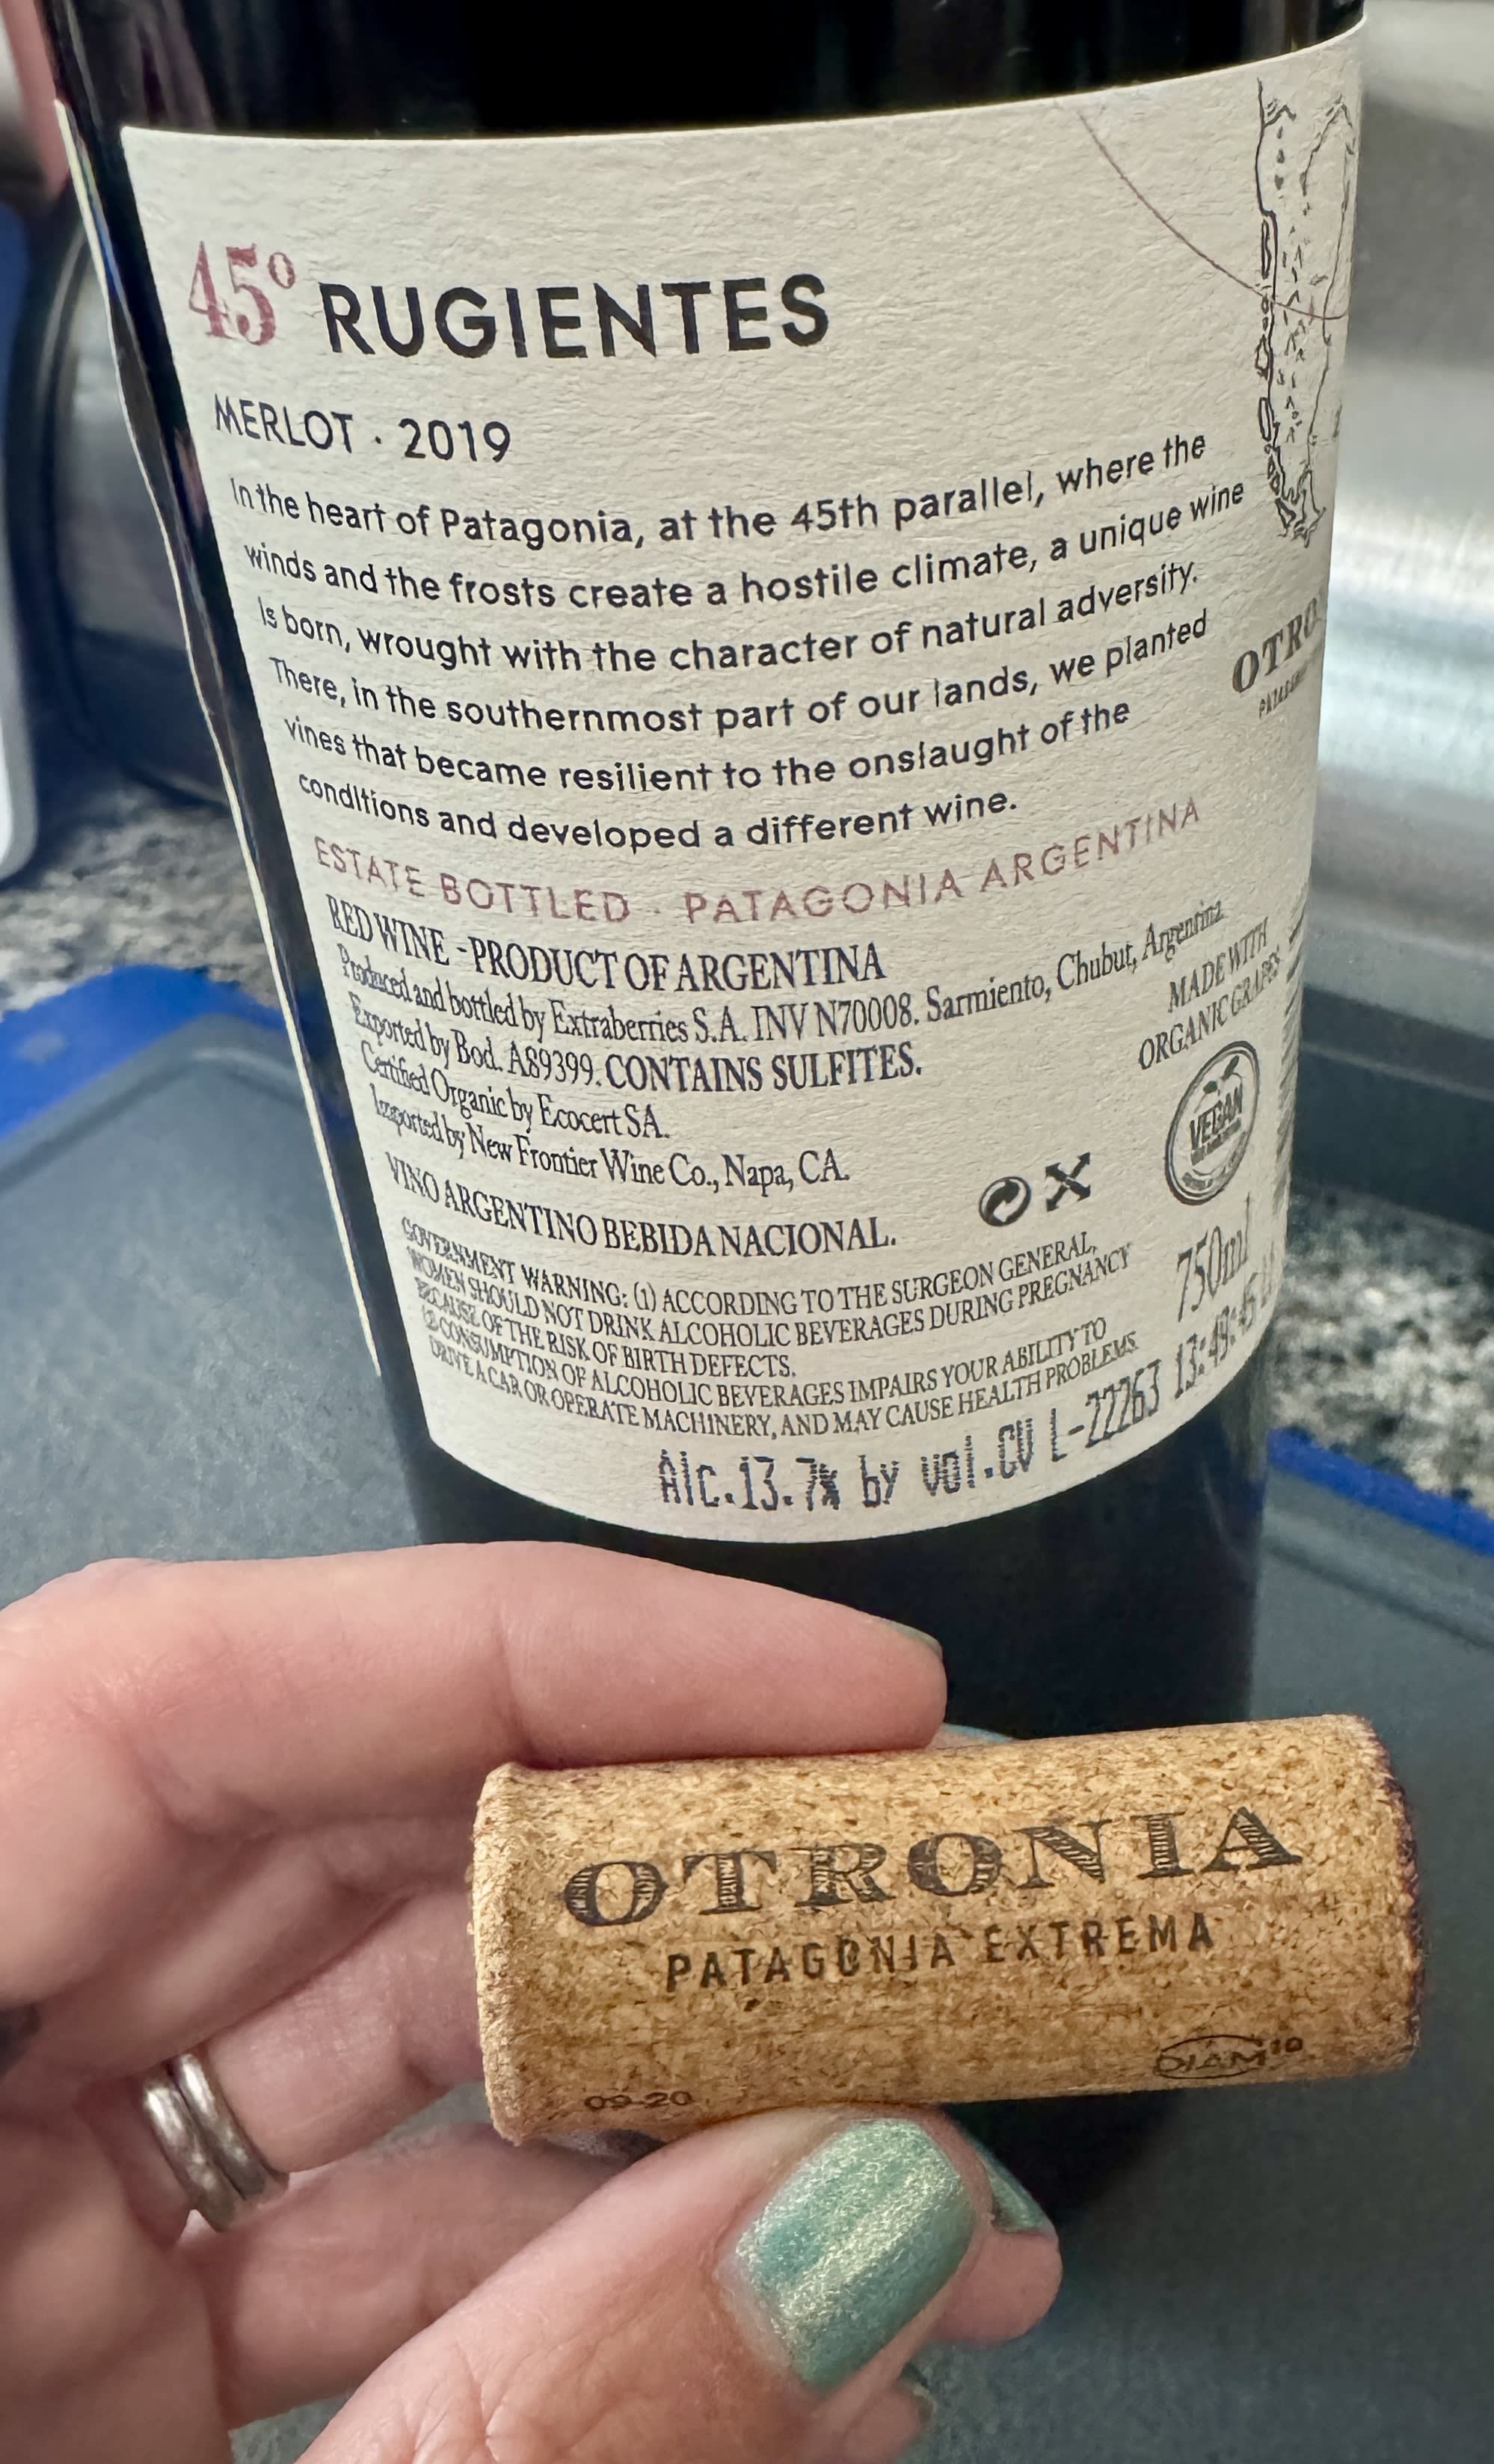 45° RUGIENTES
MERLOT · 2019
In the heart of Patagonia, at the 45th parallel, where the
winds and the frosts create a hostile climate, a unique wine
is born, wrought with the character of natural adversity.
There, in the southernmost part of our lands, we planted
vines that became resilient to the onslaught of the
conditions and developed a different wine.
ESTATE BOTTLED · PATAGONIA ARGENTINA
RED WINE - PRODUCT OF ARGENTINA
Produced and bottled by Extraberries S.A. INV N70008. Sarmiento, Chubut, Argentina
Exported by Bod. A89399. CONTAINS SULFITES.
Certified Organic by Ecocert SA.
Imported by New Frontier Wine Co., Napa, CA.
VINO ARGENTINO BEBIDA NACIONAL.
GOVERNMENT WARNING: (1) ACCORDING TO THE SURGEON GENERAL,
WOMEN SHOULD NOT DRINK ALCOHOLIC BEVERAGES DURING PREGNANCY
BECAUSE OF THE RISK OF BIRTH DEFECTS.
(2) CONSUMPTION OF ALCOHOLIC BEVERAGES IMPAIRS YOUR ABILITY TO
DRIVE A CAR OR OPERATE MACHINERY, AND MAY CAUSE HEALTH PROBLEMS.
Alc.13.7% by vol. L-22263
OTRO
MADE WITH
ORGANIC GRAPES
VEGAN
750ml
OTRONIA
PATAGONIA EXTREMA
09-20
DIAM 10